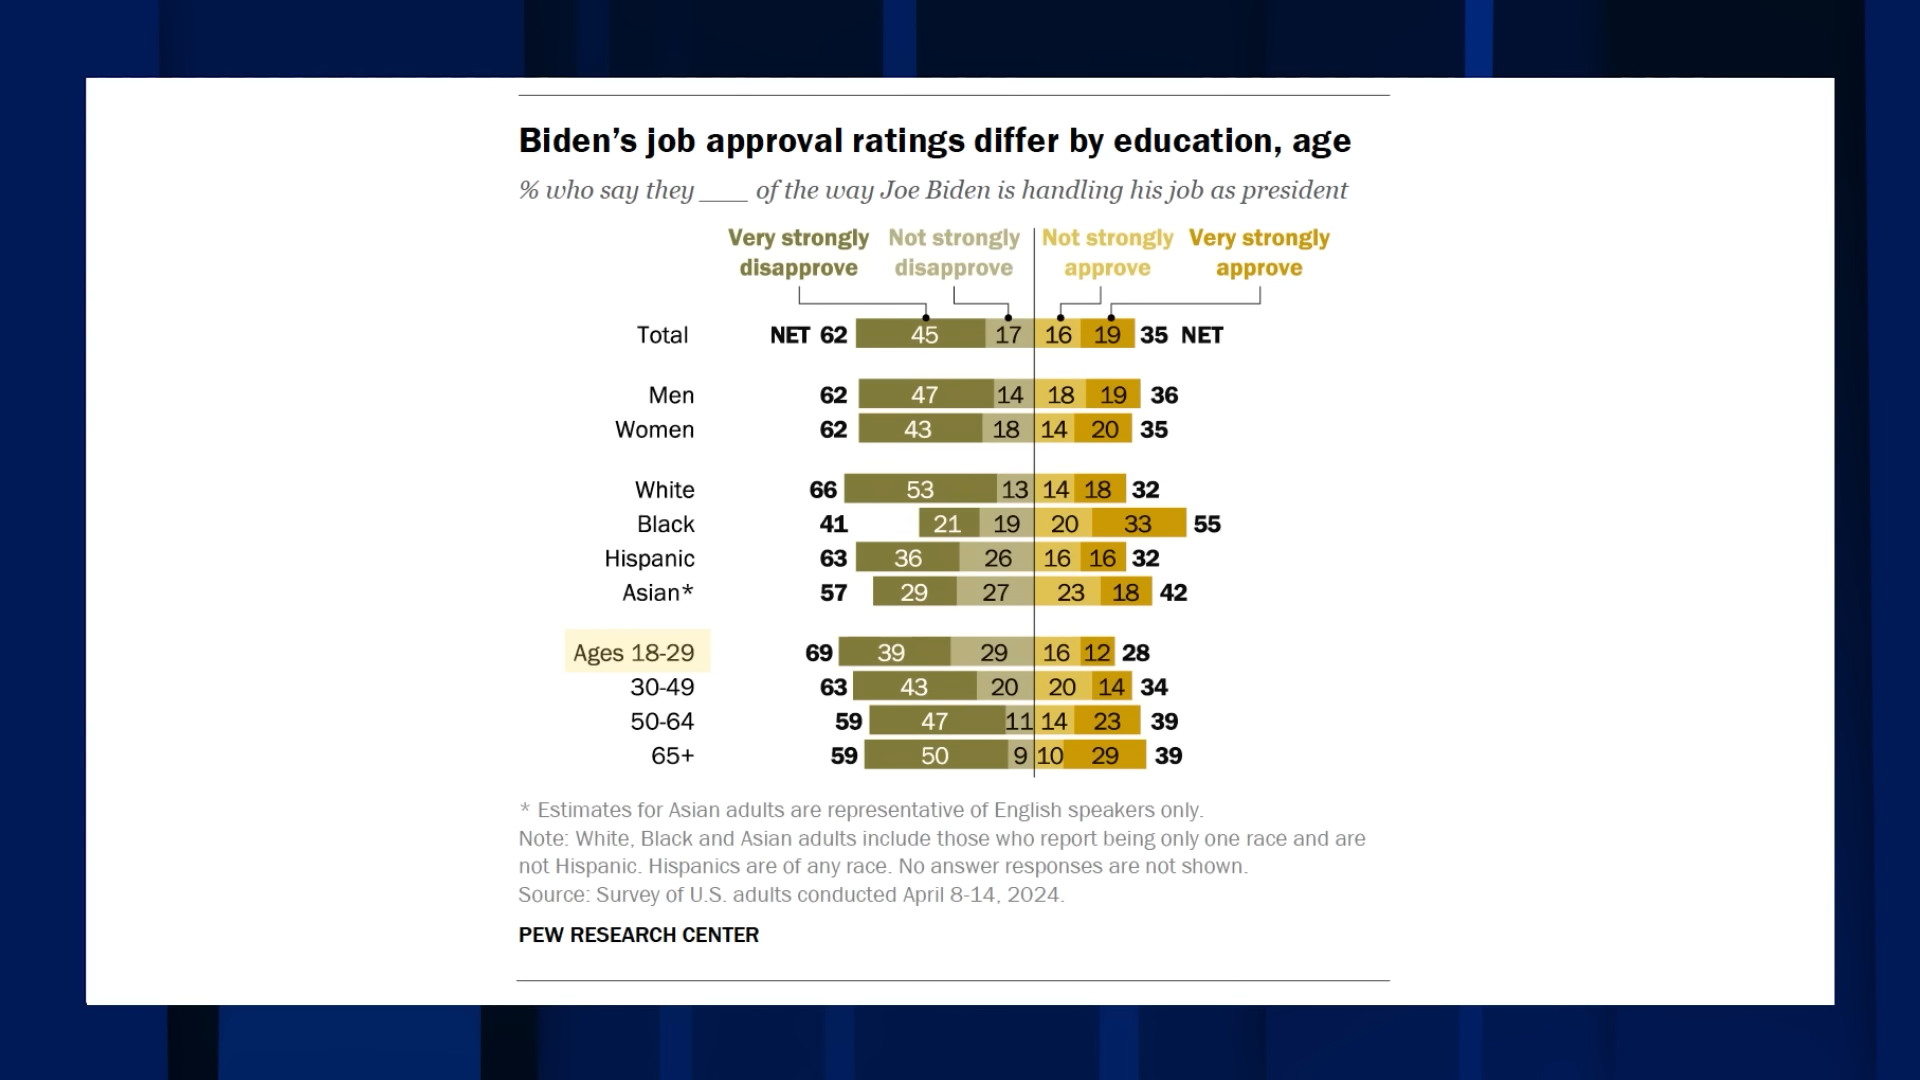 Biden’s job approval ratings differ by education, age
% who say they ____ of the way Joe Biden is handling his job as president
Very strongly disapprove
Not strongly disapprove
Not strongly approve
Very strongly approve
Total NET 62 45 17 16 19 35 NET
Men 62 47 14 18 19 36
Women 62 43 18 14 20 35
White 66 53 13 14 18 32
Black 41 21 19 20 33 55
Hispanic 63 36 26 16 16 32
Asian* 57 29 27 23 18 42
Ages 18-29 69 39 29 16 12 28
30-49 63 43 20 20 14 34
50-64 59 47 11 14 23 39
65+ 59 50 9 10 29 39
* Estimates for Asian adults are representative of English speakers only.
Note: White, Black and Asian adults include those who report being only one race and are
not Hispanic. Hispanics are of any race. No answer responses are not shown.
Source: Survey of U.S. adults conducted April 8-14, 2024.
PEW RESEARCH CENTER